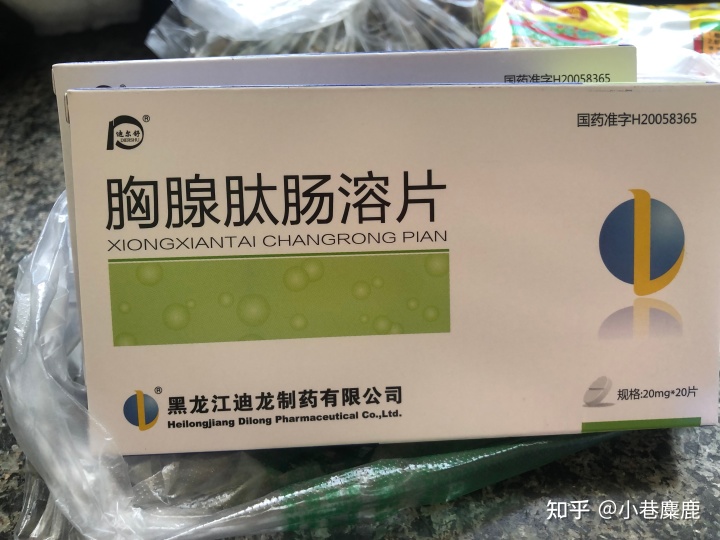 国药准字H20058365
迪尔舒
DIERSHU
®
国药准字H20058365
胸腺肽肠溶片
XIONGXIANTAI CHANGRONG PIAN
®
黑龙江迪龙制药有限公司
Heilongjiang Dilong Pharmaceutical Co.,Ltd.
规格:20mg*20片
知乎 @小巷麋鹿